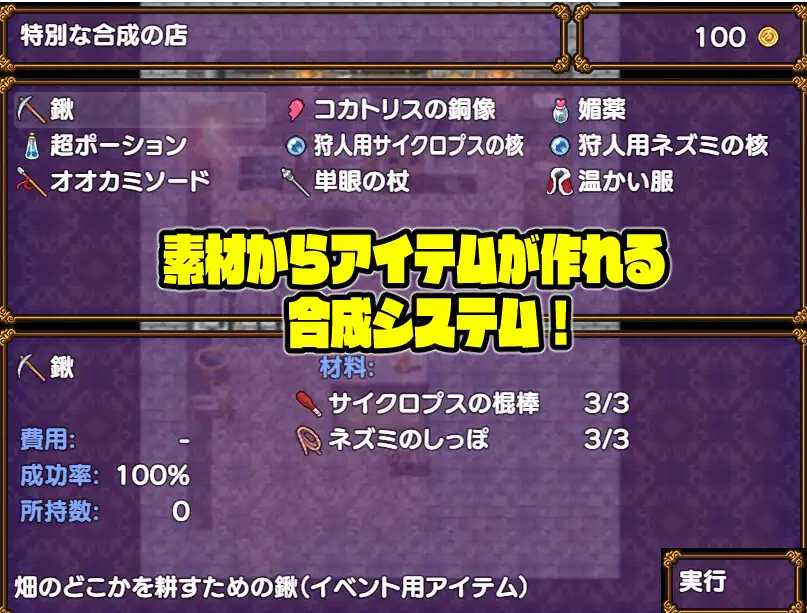 特別な合成の店 100
鍬 コカトリスの銅像 媚薬
超ポーション 狩人用サイクロプスの核 狩人用ネズミの核
オオカミソード 単眼の杖 温かい服
素材からアイテムが作れる
合成システム！
鍬 材料:
サイクロプスの棍棒 3/3
費用: - ネズミのしっぽ 3/3
成功率: 100%
所持数: 0
畑のどこかを耕すための鍬(イベント用アイテム)
実行